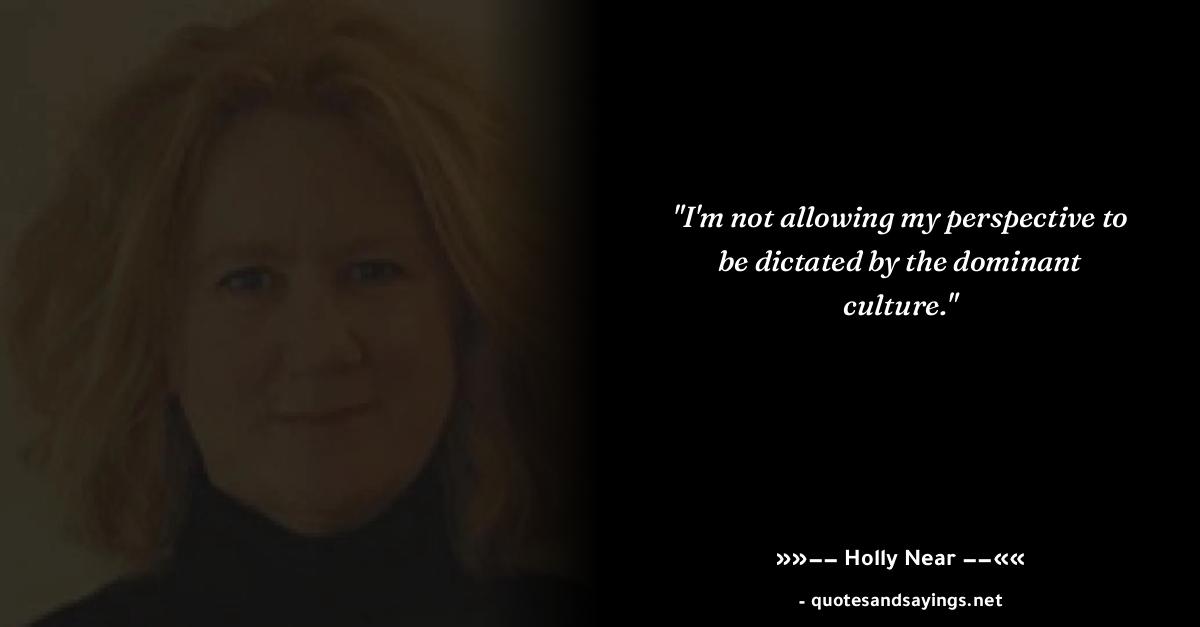 "I'm not allowing my perspective to
be dictated by the dominant
culture."
»»−− Holly Near −−««
- quotesandsayings.net